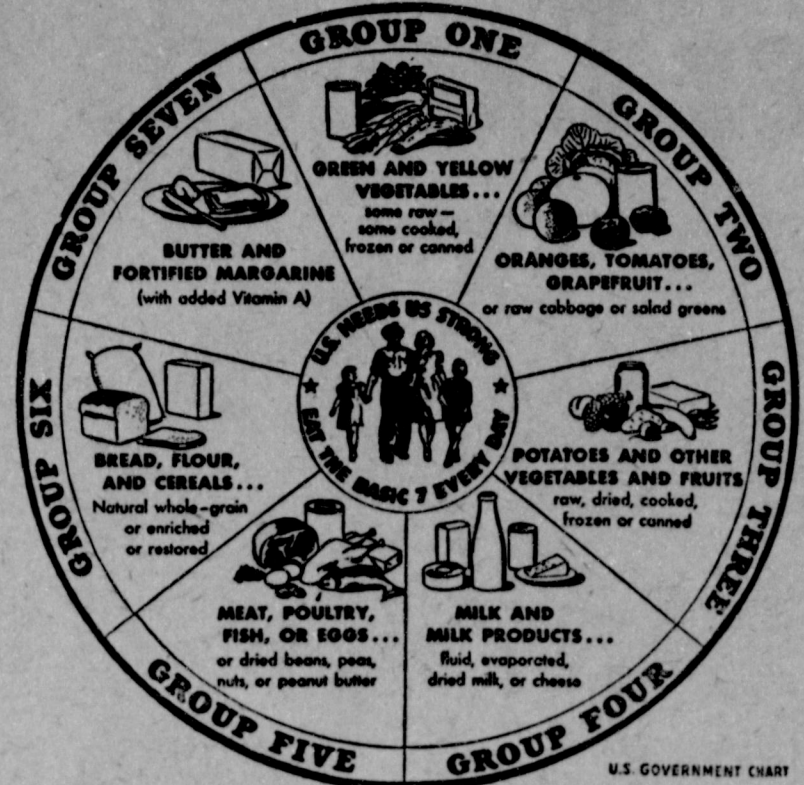 GROUP ONE
GREEN AND YELLOW
VEGETABLES...
some raw —
some cooked,
frozen or canned
GROUP TWO
ORANGES, TOMATOES,
GRAPEFRUIT...
or raw cabbage or salad greens
GROUP THREE
POTATOES AND OTHER
VEGETABLES AND FRUITS
raw, dried, cooked,
frozen or canned
GROUP FOUR
MILK AND
MILK PRODUCTS...
fluid, evaporated,
dried milk, or cheese
GROUP FIVE
MEAT, POULTRY,
FISH, OR EGGS...
or dried beans, peas,
nuts, or peanut butter
GROUP SIX
BREAD, FLOUR,
AND CEREALS...
Natural whole-grain
or enriched
or restored
GROUP SEVEN
BUTTER AND
FORTIFIED MARGARINE
(with added Vitamin A)
U.S. NEEDS US STRONG
EAT THE BASIC 7 EVERY DAY
U.S. GOVERNMENT CHART